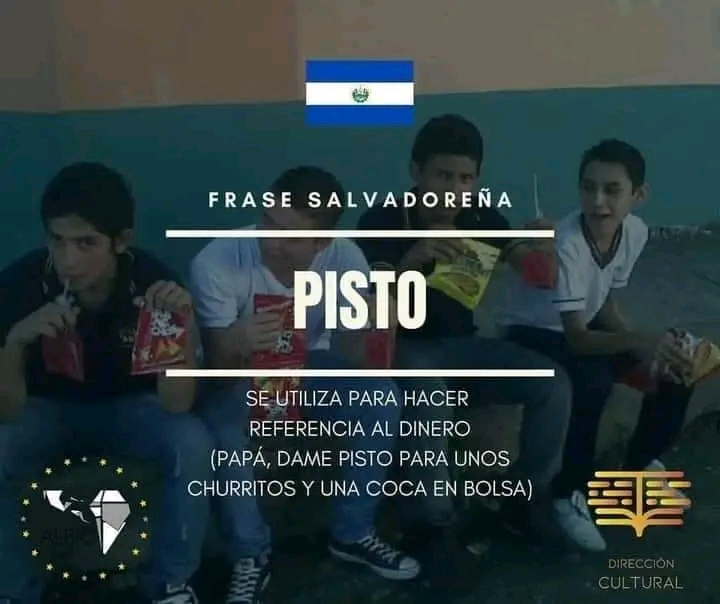 FRASE SALVADOREÑA
PISTO
SE UTILIZA PARA HACER
REFERENCIA AL DINERO
(PAPÁ, DAME PISTO PARA UNOS
CHURRITOS Y UNA COCA EN BOLSA)
DIRECCIÓN
CULTURAL